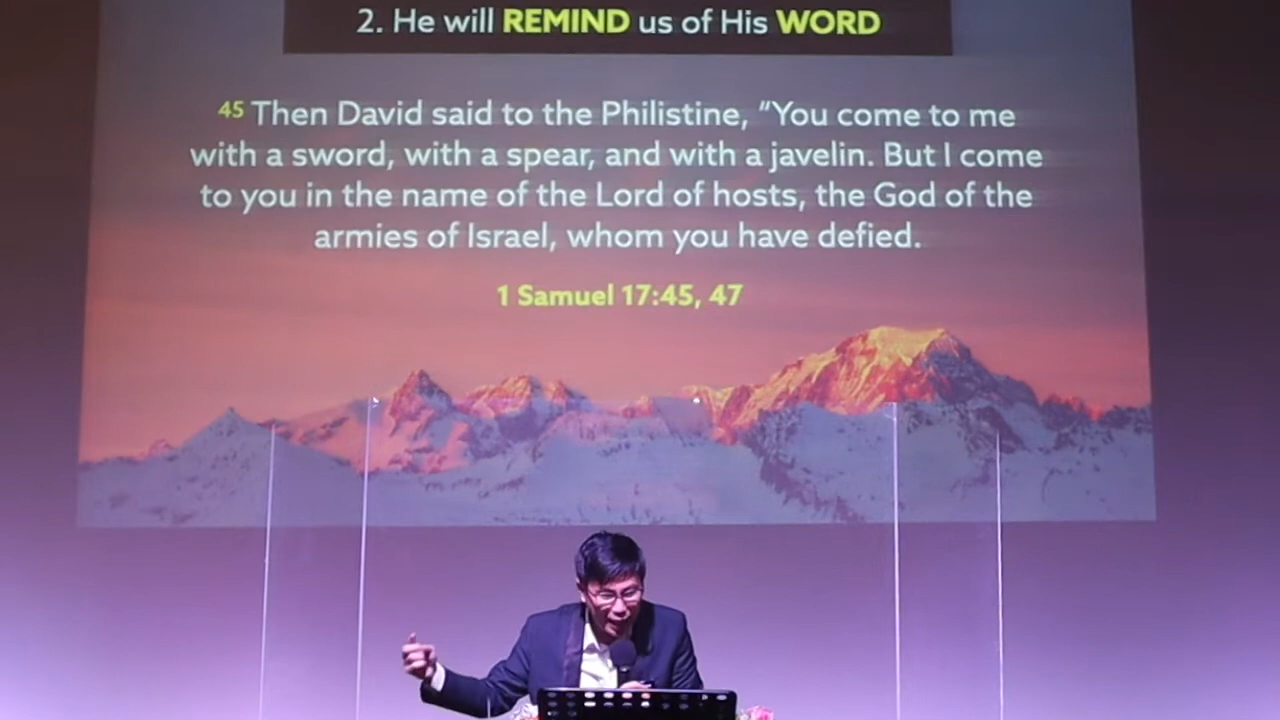 2. He will REMIND us of His WORD
45 Then David said to the Philistine, “You come to me
with a sword, with a spear, and with a javelin. But I come
to you in the name of the Lord of hosts, the God of the
armies of Israel, whom you have defied.
1 Samuel 17:45, 47